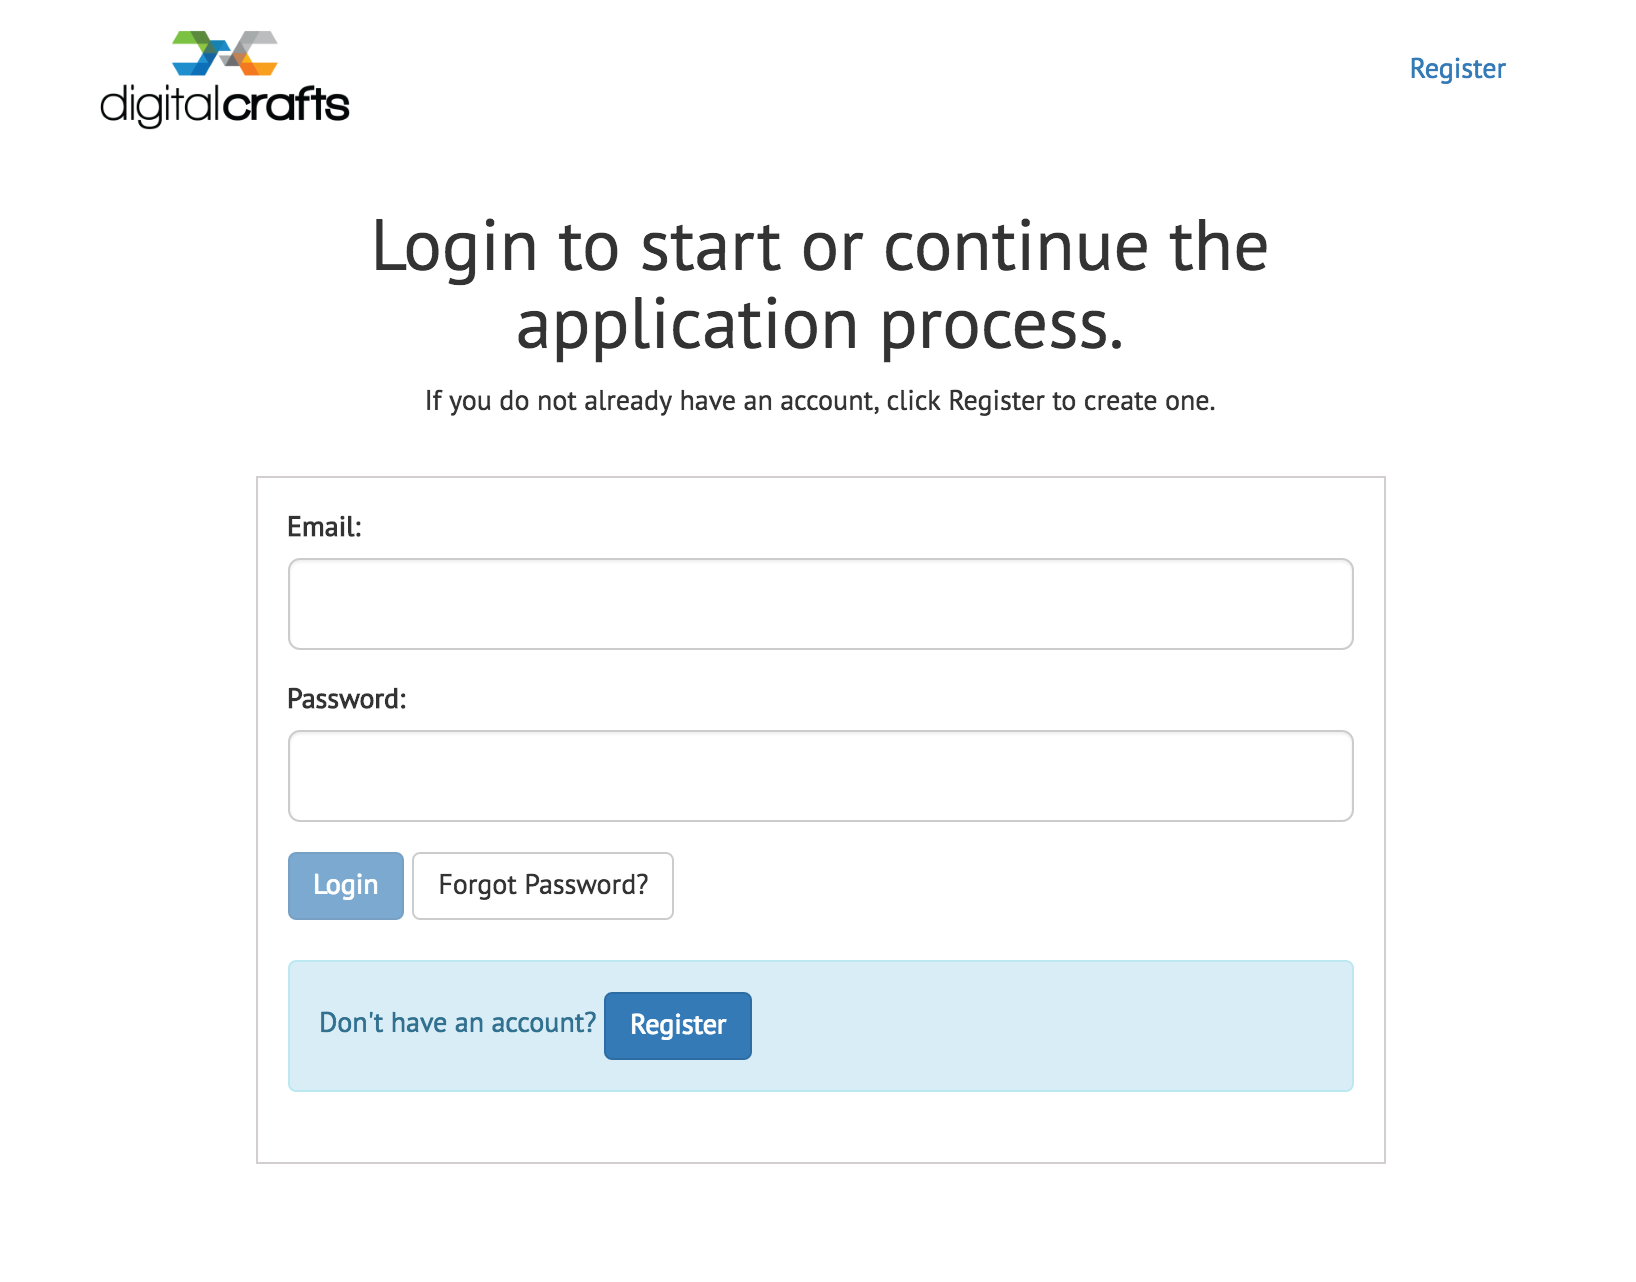 digitalcrafts
Register
Login to start or continue the
application process.
If you do not already have an account, click Register to create one.
Email:
Password:
Login
Forgot Password?
Don't have an account?
Register